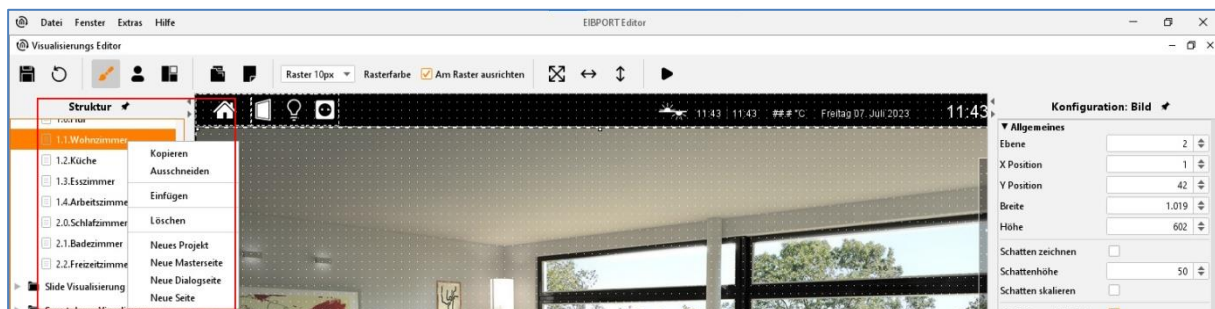 Datei Fenster Extras Hilfe
EIBPORT Editor
Visualisierungs Editor
Raster 10px Rasterfarbe Am Raster ausrichten
Struktur
1.1.Wohnzimmer
1.2.Küche
1.3.Esszimmer
1.4.Arbeitszimme
2.0.Schlafzimmer
2.1.Badezimmer
2.2.Freizeitzimme
Slide Visualisierung
Kopieren
Ausschneiden
Einfügen
Löschen
Neues Projekt
Neue Masterseite
Neue Dialogseite
Neue Seite
11:43 11:43 ##.# °C Freitag 07. Juli 2023 11:43
Konfiguration: Bild
Allgemeines
Ebene 2
X Position 1
Y Position 42
Breite 1.019
Höhe 602
Schatten zeichnen
Schattenhöhe 50
Schatten skalieren